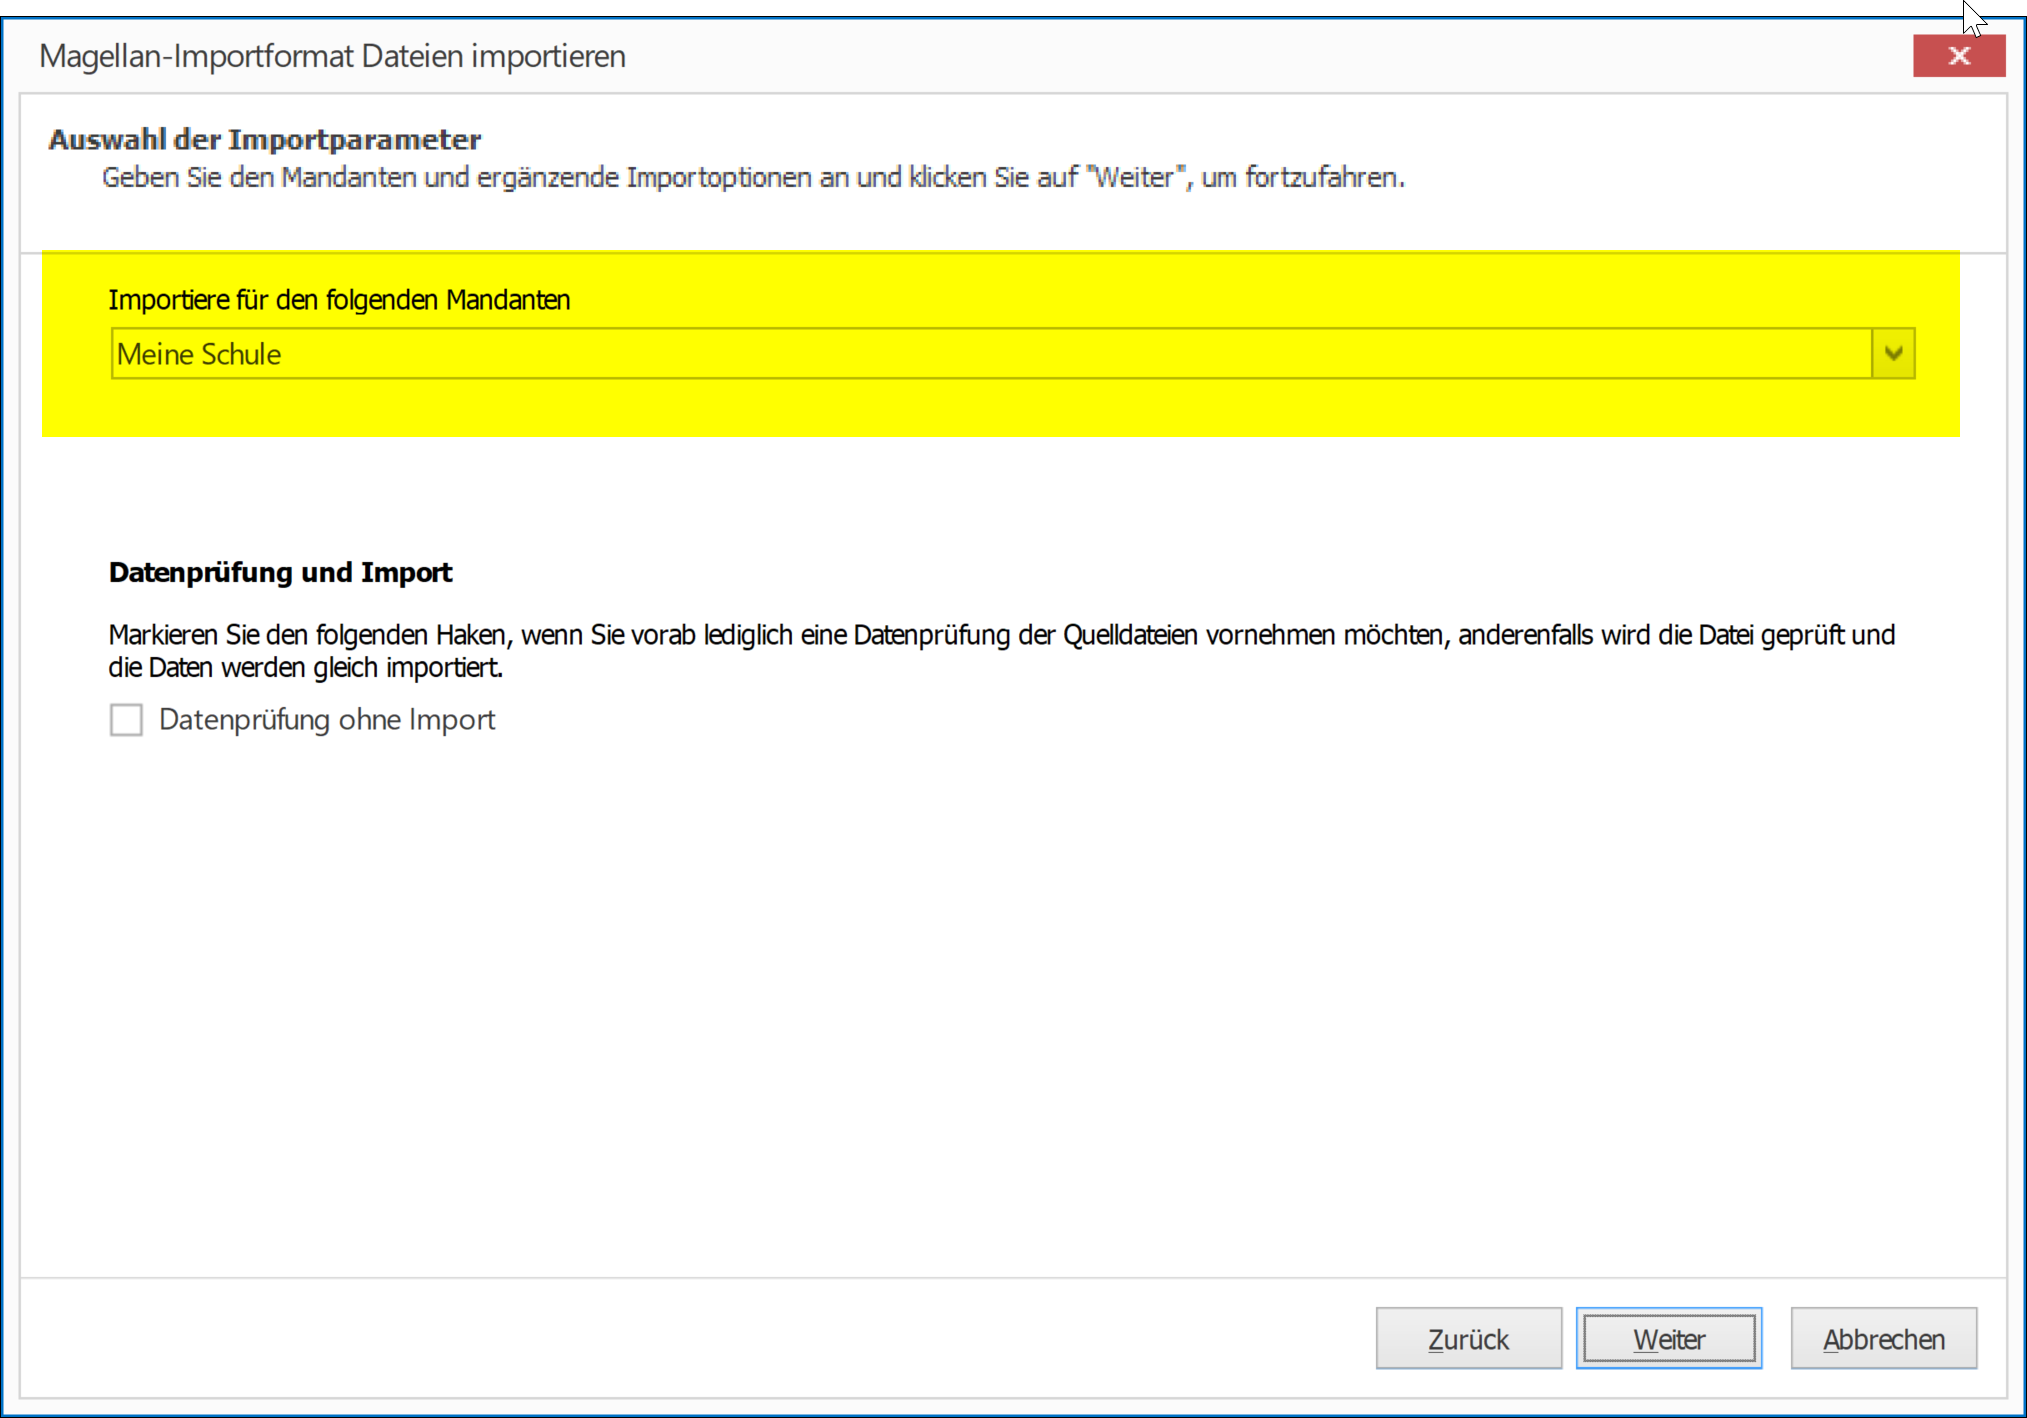 Magellan-Importformat Dateien importieren
Auswahl der Importparameter
Geben Sie den Mandanten und ergänzende Importoptionen an und klicken Sie auf "Weiter", um fortzufahren.
Importiere für den folgenden Mandanten
Meine Schule
Datenprüfung und Import
Markieren Sie den folgenden Haken, wenn Sie vorab lediglich eine Datenprüfung der Quelldateien vornehmen möchten, anderenfalls wird die Datei geprüft und
die Daten werden gleich importiert.
Datenprüfung ohne Import
Zurück
Weiter
Abbrechen